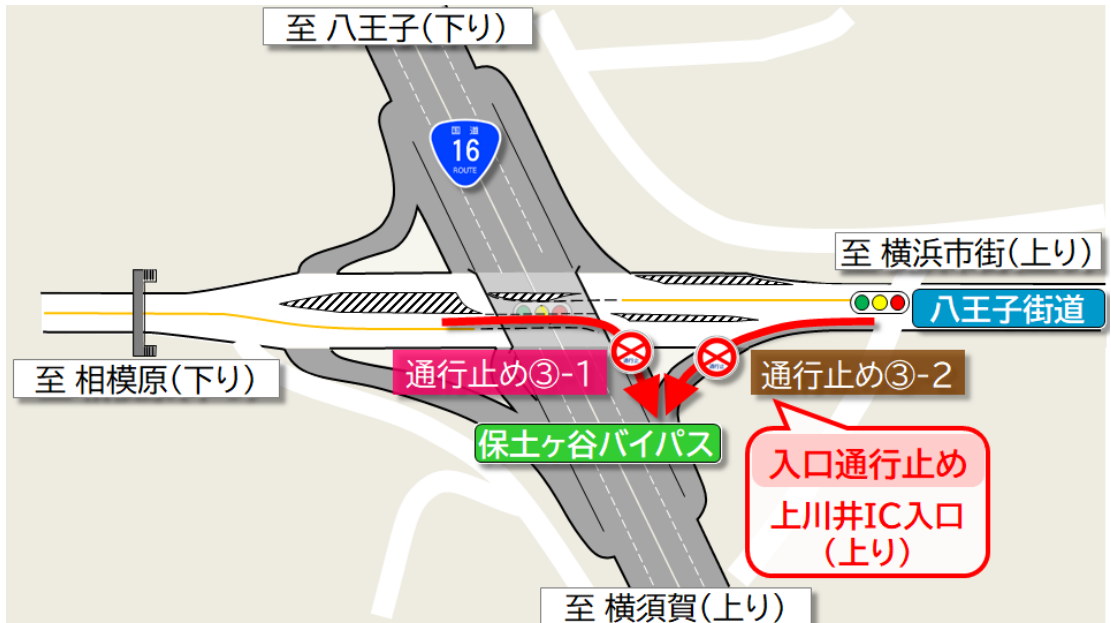 至 八王子(下り)
国道
16
ROUTE
至 横浜市街(上り)
八王子街道
至 相模原(下り)
通行止め③-1
通行止め③-2
保土ヶ谷バイパス
入口通行止め
上川井IC入口
(上り)
至 横須賀(上り)